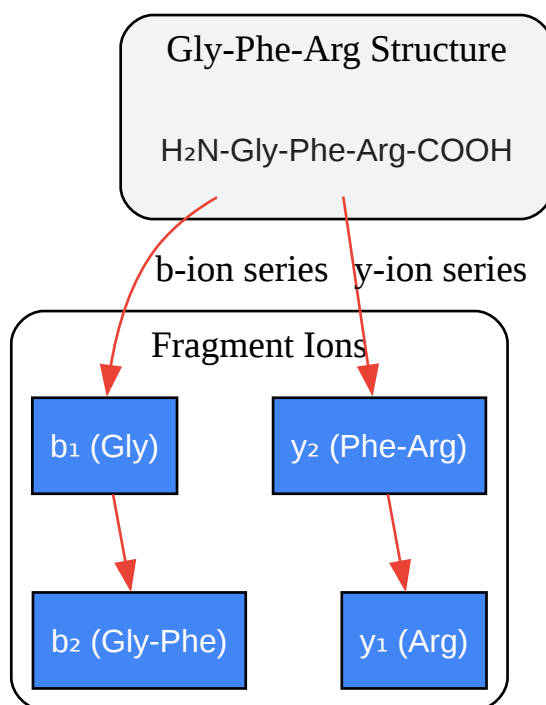 Gly-Phe-Arg Structure
H₂N-Gly-Phe-Arg-COOH
b-ion series
y-ion series
Fragment Ions
b₁ (Gly)
y₂ (Phe-Arg)
b₂ (Gly-Phe)
y₁ (Arg)